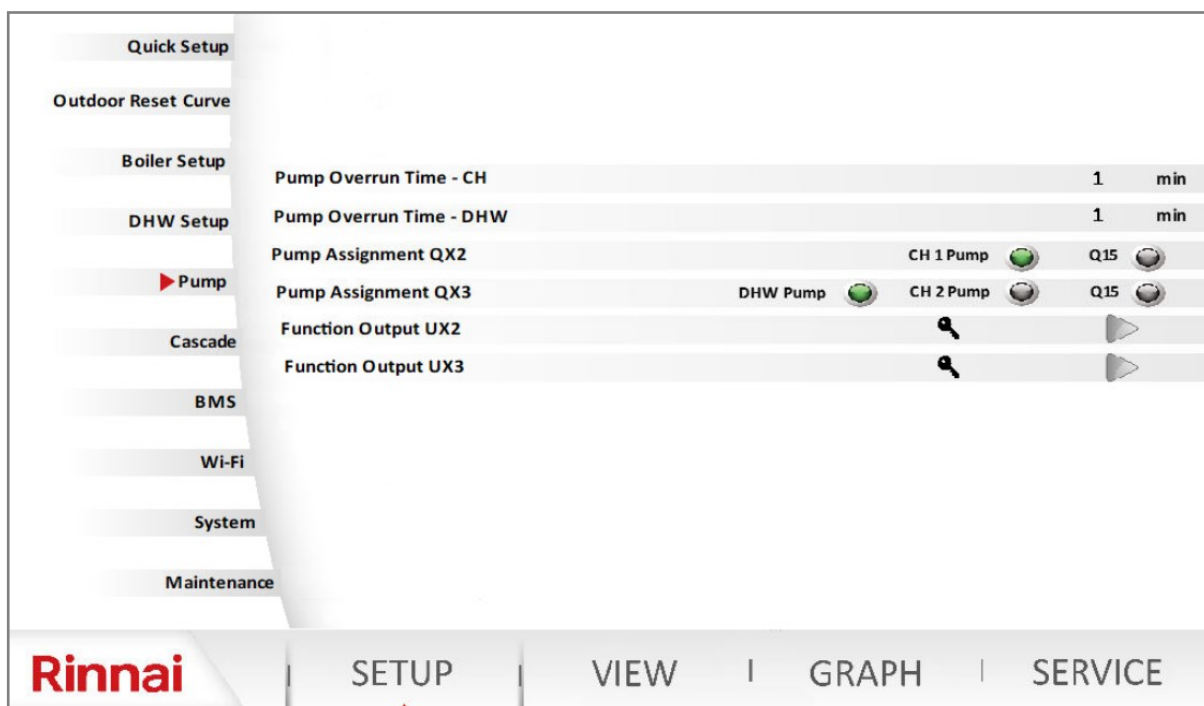 Quick Setup
Outdoor Reset Curve
Boiler Setup
DHW Setup
Pump
Cascade
BMS
Wi-Fi
System
Maintenance
Pump Overrun Time - CH 1 min
Pump Overrun Time - DHW 1 min
Pump Assignment QX2 CH 1 Pump Q15
Pump Assignment QX3 DHW Pump CH 2 Pump Q15
Function Output UX2
Function Output UX3
Rinnai SETUP VIEW GRAPH SERVICE